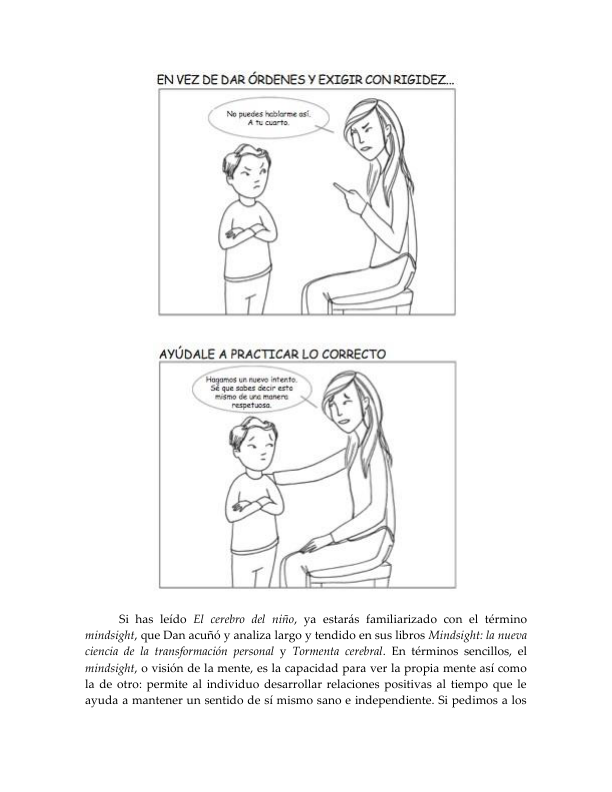 EN VEZ DE DAR ÓRDENES Y EXIGIR CON RIGIDEZ...
No puedes hablarme así.
A tu cuarto.
AYÚDALE A PRACTICAR LO CORRECTO
Hagamos un nuevo intento.
Sé que sabes decir esto
mismo de una manera
respetuosa.
Si has leído El cerebro del niño, ya estarás familiarizado con el término
mindsight, que Dan acuñó y analiza largo y tendido en sus libros Mindsight: la nueva
ciencia de la transformación personal y Tormenta cerebral. En términos sencillos, el
mindsight, o visión de la mente, es la capacidad para ver la propia mente así como
la de otro: permite al individuo desarrollar relaciones positivas al tiempo que le
ayuda a mantener un sentido de sí mismo sano e independiente. Si pedimos a los